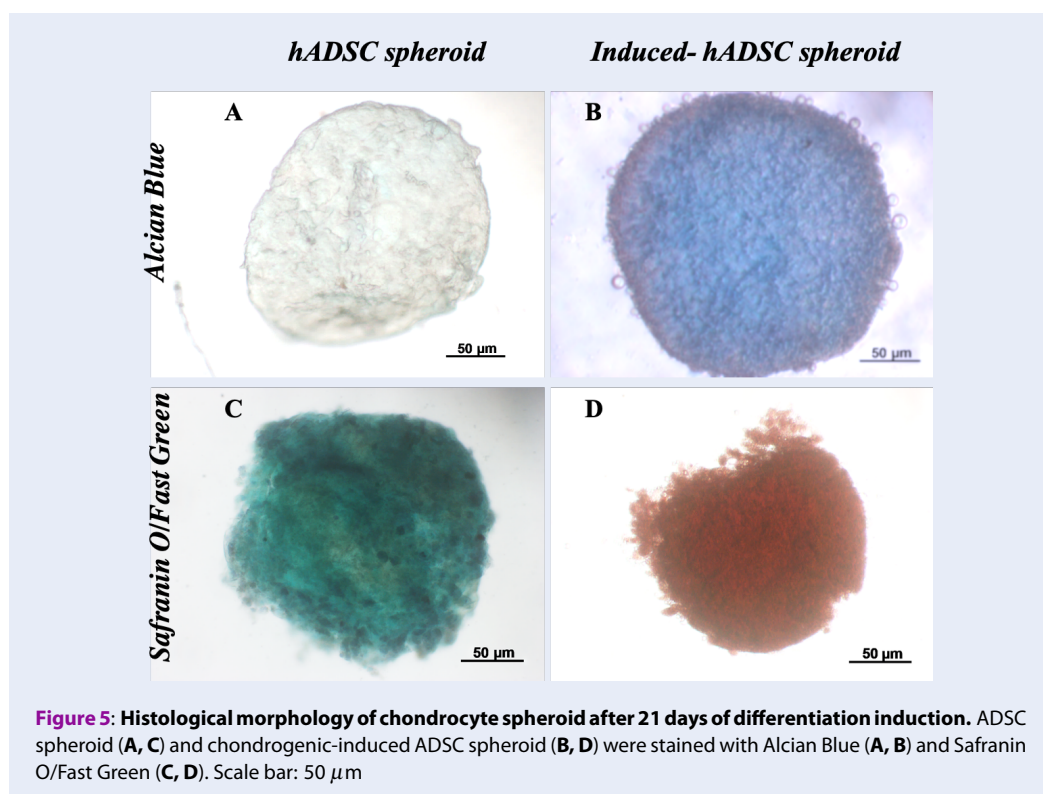 hADSC spheroid
Induced- hADSC spheroid
Alcian Blue
A
50 µm
B
50 µm
Safranin O/Fast Green
C
50 µm
D
50 µm
Figure 5: Histological morphology of chondrocyte spheroid after 21 days of differentiation induction. ADSC
spheroid (A, C) and chondrogenic-induced ADSC spheroid (B, D) were stained with Alcian Blue (A, B) and Safranin
O/Fast Green (C, D). Scale bar: 50 µm